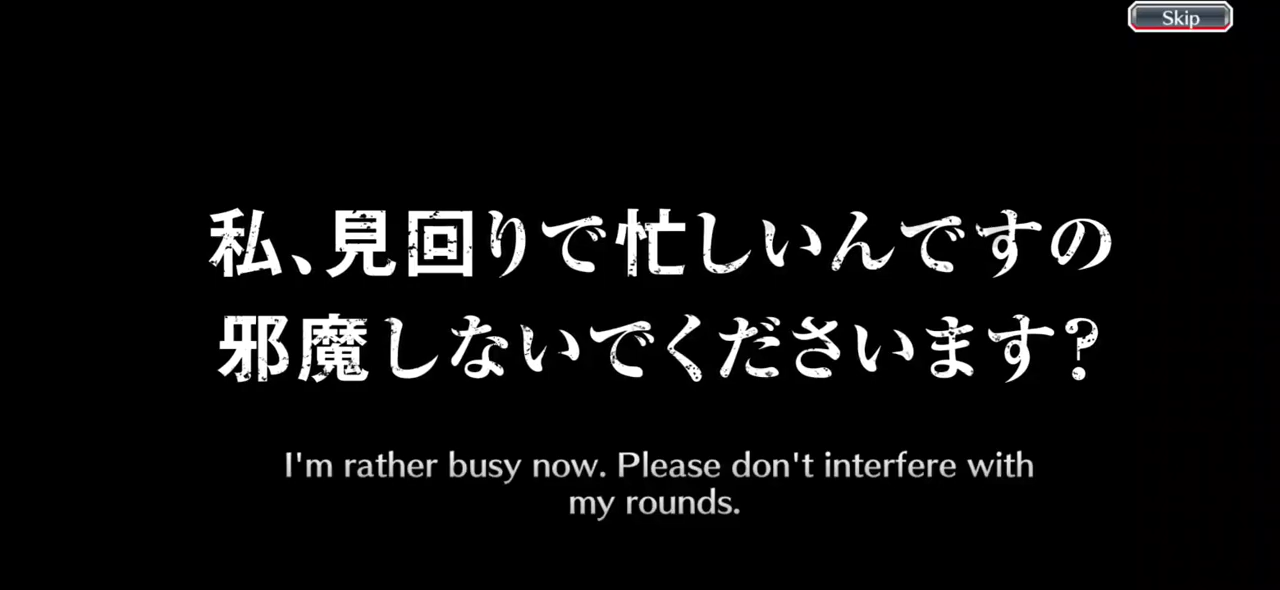 Skip
私、見回りで忙しいんですの
邪魔しないでくださいます?
I'm rather busy now. Please don't interfere with
my rounds.